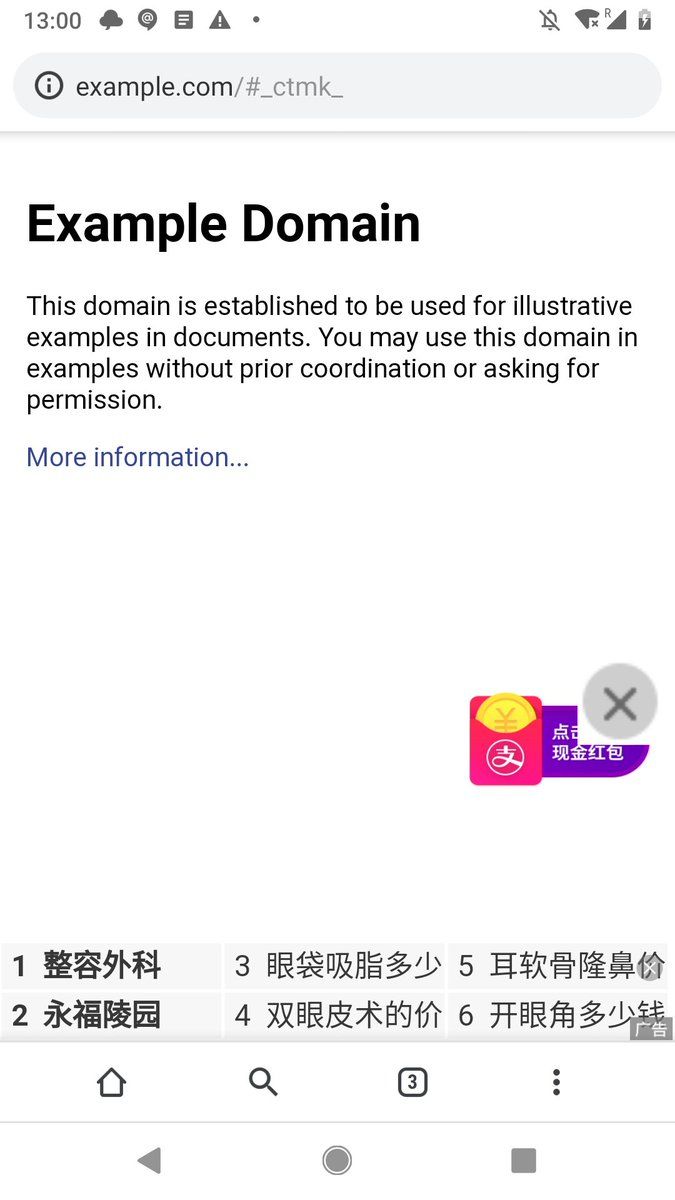 13:00
R
example.com/#_ctmk_
Example Domain
This domain is established to be used for illustrative
examples in documents. You may use this domain in
examples without prior coordination or asking for
permission.
More information...
¥
支
点击
现金红包
1 整容外科
3 眼袋吸脂多少
5 耳软骨隆鼻价
2 永福陵园
4 双眼皮术的价
6 开眼角多少钱
广告
3